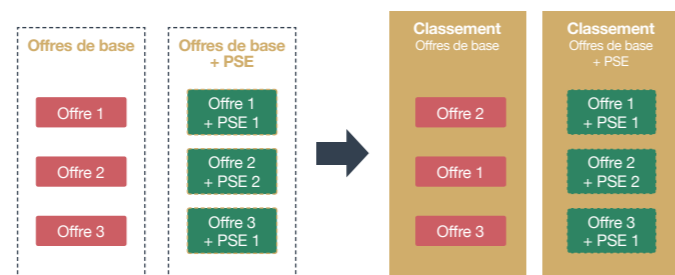 Offres de base
Offre 1
Offre 2
Offre 3
Offres de base
+ PSE
Offre 1
+ PSE 1
Offre 2
+ PSE 2
Offre 3
+ PSE 1
Classement
Offres de base
Offre 2
Offre 1
Offre 3
Classement
Offres de base
+ PSE
Offre 1
+ PSE 1
Offre 2
+ PSE 2
Offre 3
+ PSE 1